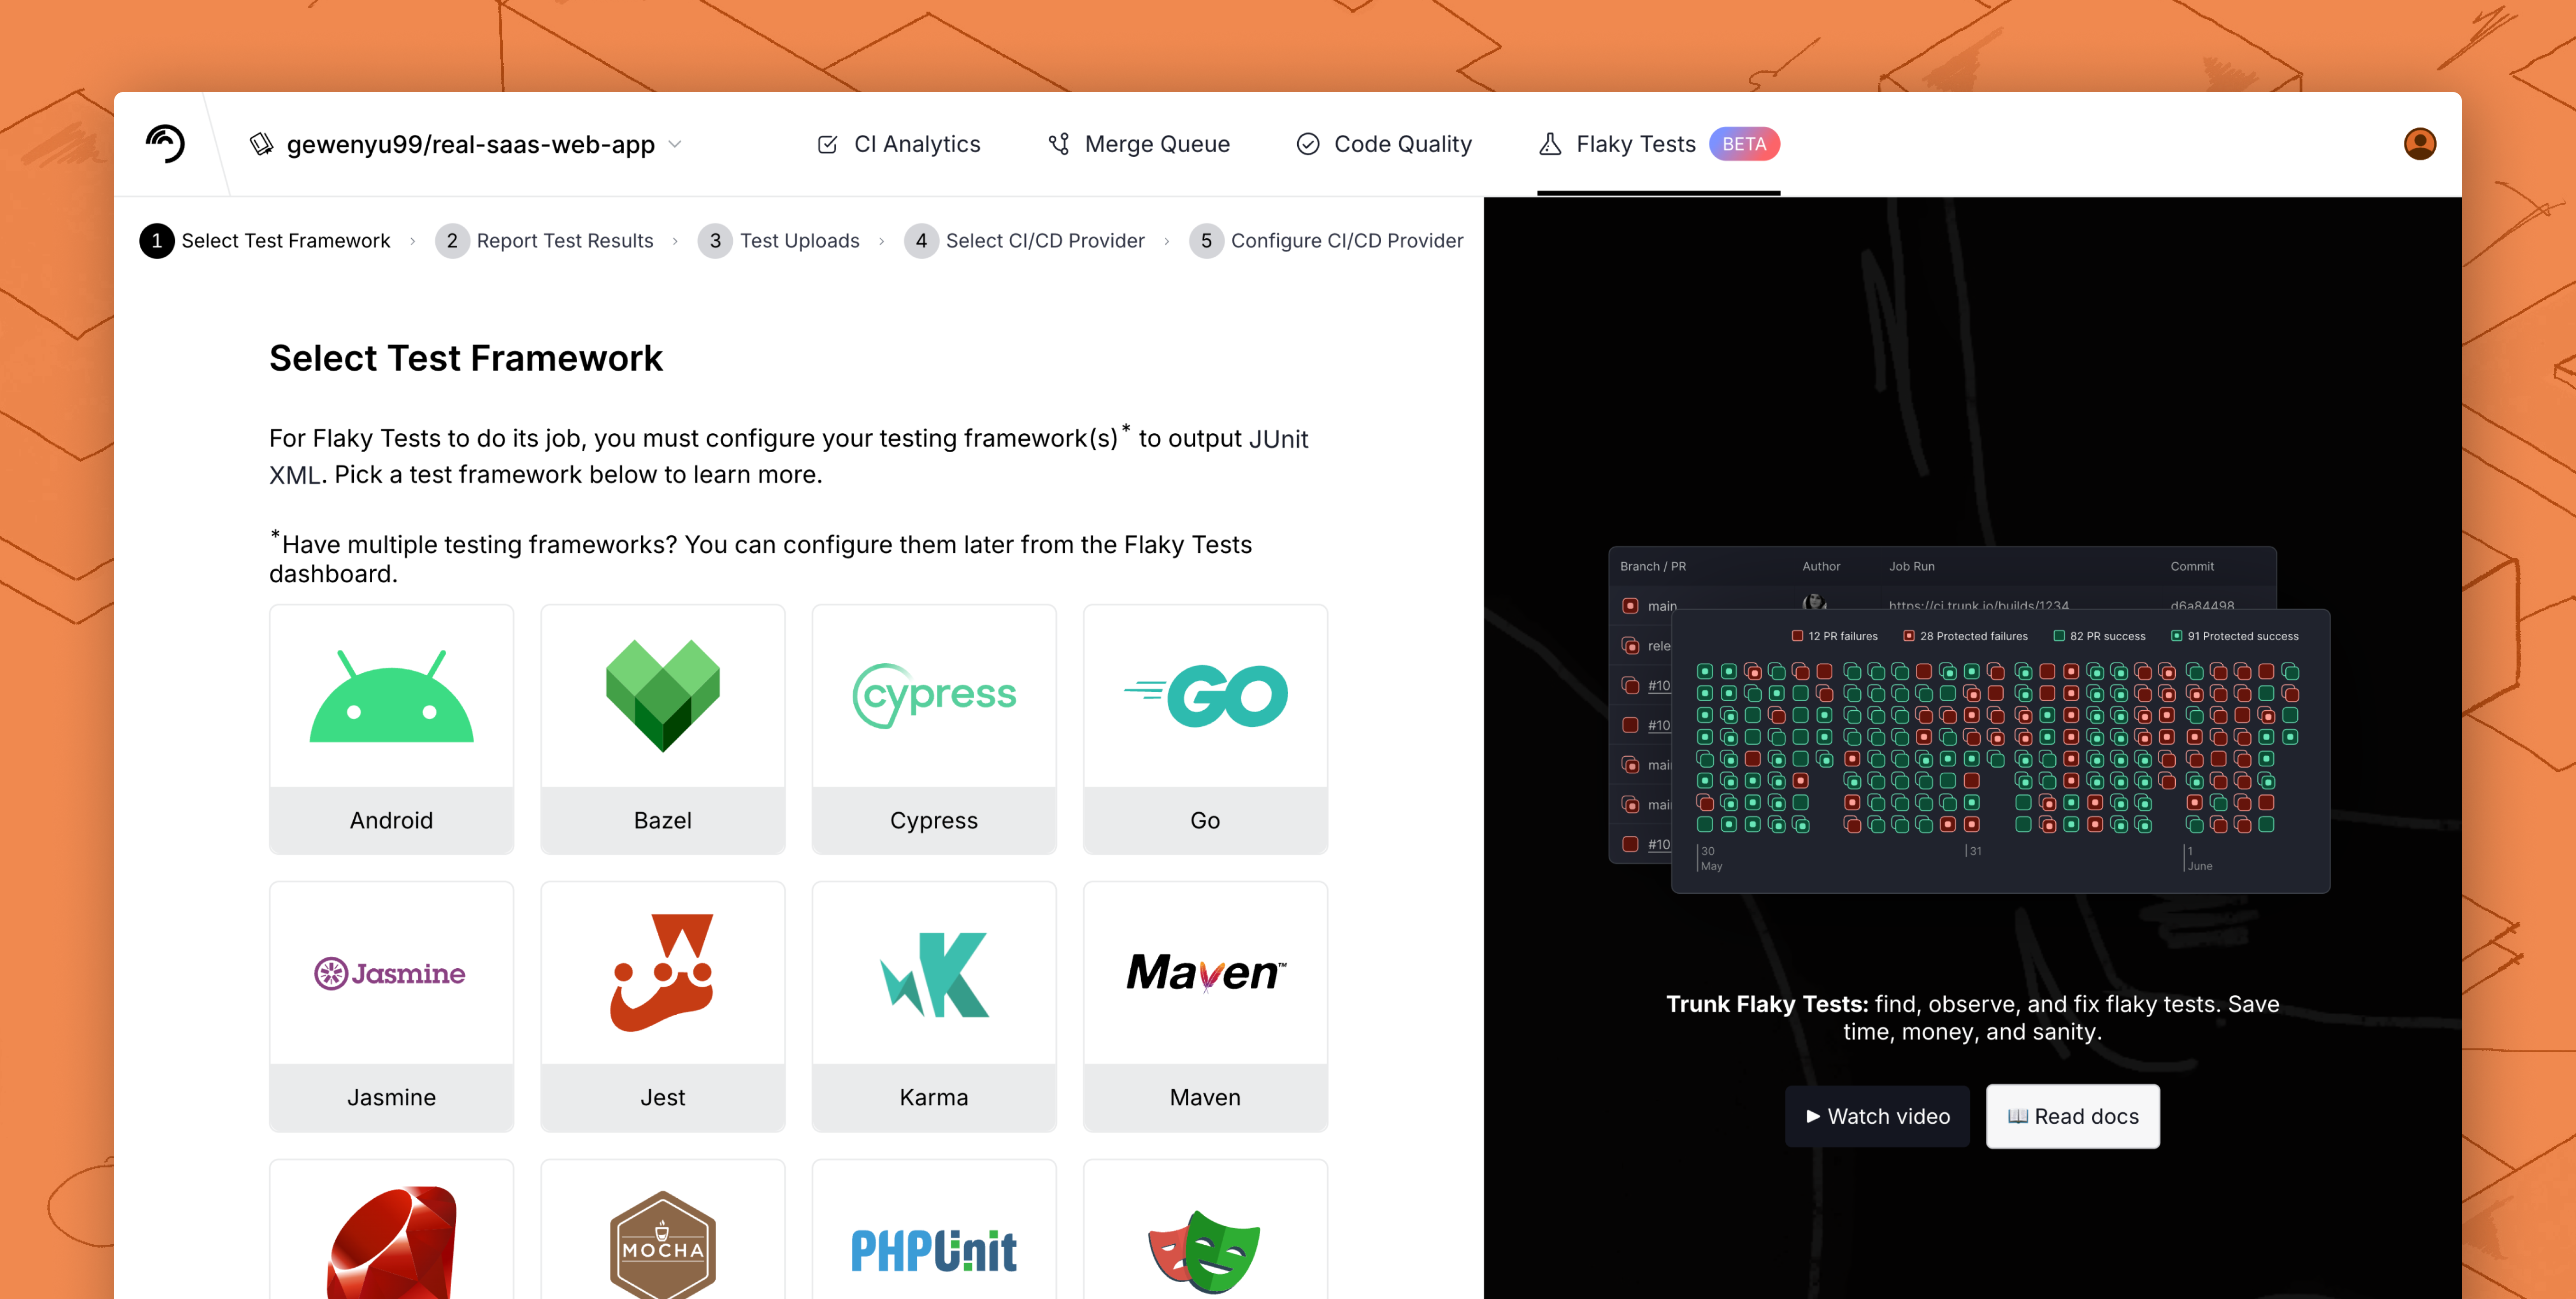 gewenyu99/real-saas-web-app
CI Analytics
Merge Queue
Code Quality
Flaky Tests BETA
1 Select Test Framework
2 Report Test Results
3 Test Uploads
4 Select CI/CD Provider
5 Configure CI/CD Provider
Select Test Framework
For Flaky Tests to do its job, you must configure your testing framework(s)* to output JUnit
XML. Pick a test framework below to learn more.
*Have multiple testing frameworks? You can configure them later from the Flaky Tests
dashboard.
cypress
GO
Android
Bazel
Cypress
Go
Jasmine
K
Maven™
Jasmine
Jest
Karma
Maven
MOCHA
PHPUnit
Branch / PR
Author
Job Run
Commit
main
https://ci.trunk.io/builds/1234
d6a84498
12 PR failures
28 Protected failures
82 PR success
91 Protected success
rele
#10
#10
mai
mai
#10
30
May
31
1
June
Trunk Flaky Tests: find, observe, and fix flaky tests. Save
time, money, and sanity.
Watch video
Read docs